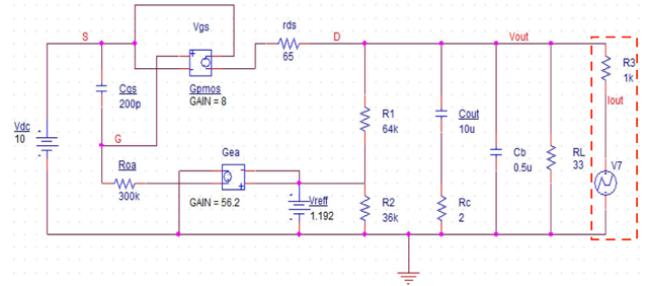 S
Vgs
rds
65
D
Vout
Cgs
200p
Gpmos
GAIN = 8
R3
1k
Iout
Vdc
10
G
R1
64k
Cout
10u
Roa
300k
Gea
GAIN = 56.2
Vreff
1.192
R2
36k
Rc
2
Cb
0.5u
RL
33
V7